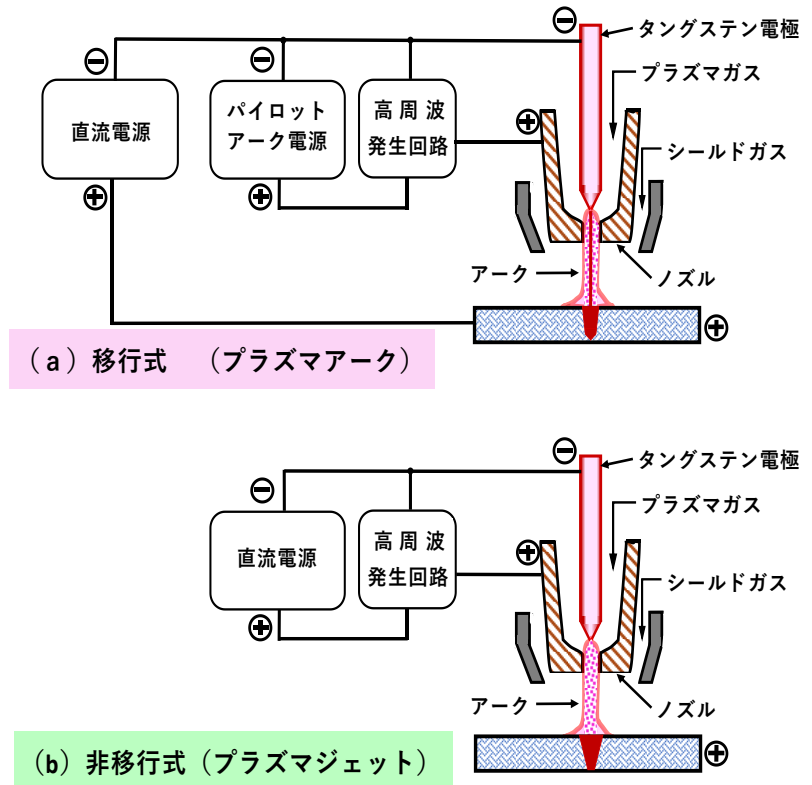 ⊖
タングステン電極
⊖
⊖
プラズマガス
直流電源
パイロット
アーク電源
高周波
発生回路
⊕
シールドガス
⊕
⊕
アーク
ノズル
⊕
(a)移行式 (プラズマアーク)
⊖
タングステン電極
⊖
プラズマガス
直流電源
高周波
発生回路
⊕
シールドガス
⊕
アーク
ノズル
⊕
(b)非移行式(プラズマジェット)